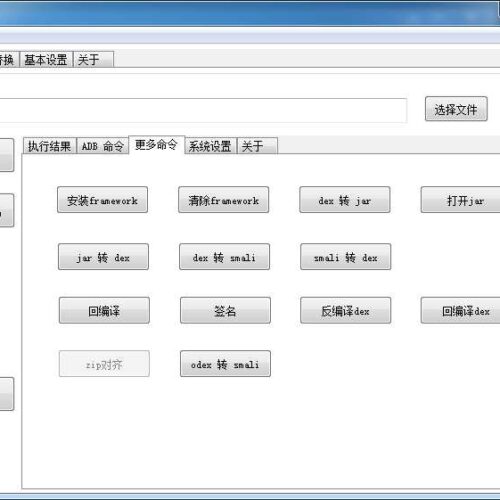 替换 基本设置 关于
选择文件
执行结果 ADB 命令 更多命令 系统设置 关于
安装framework 清除framework dex 转 jar 打开jar
jar 转 dex dex 转 smali smali 转 dex
回编译 签名 反编译dex 回编译dex
zip对齐 odex 转 smali